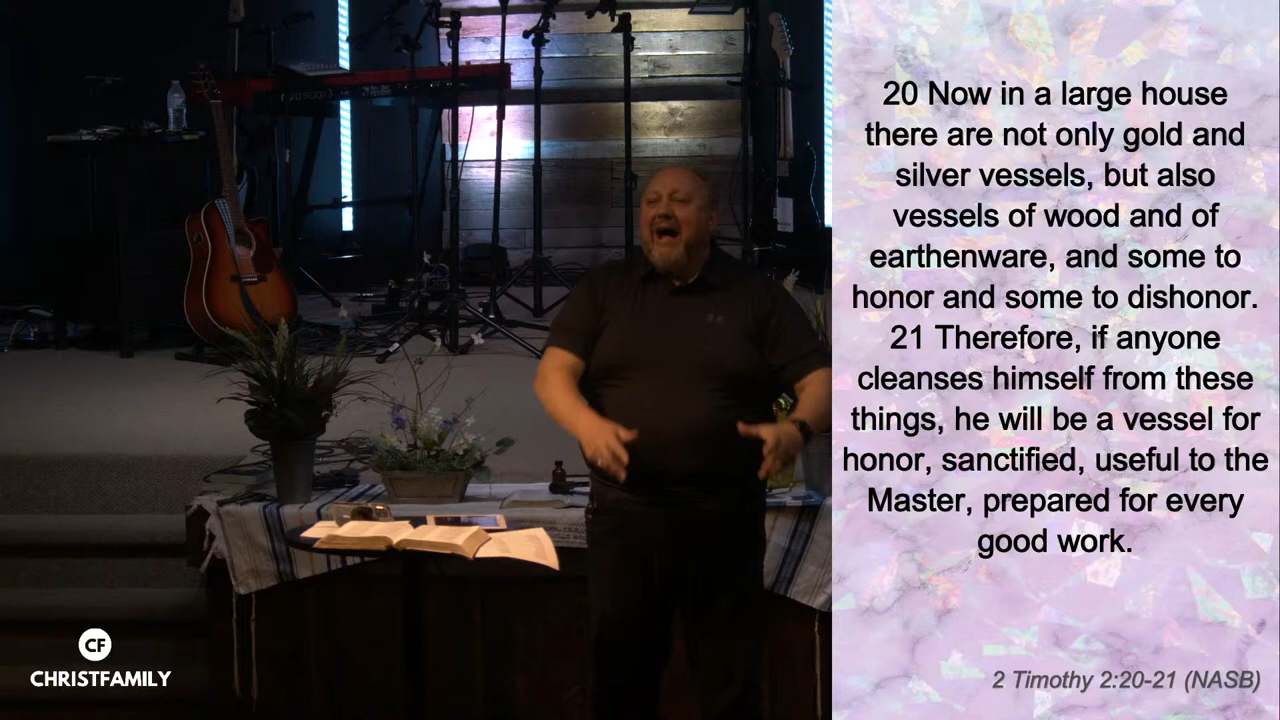 20 Now in a large house
there are not only gold and
silver vessels, but also
vessels of wood and of
earthenware, and some to
honor and some to dishonor.
21 Therefore, if anyone
cleanses himself from these
things, he will be a vessel for
honor, sanctified, useful to the
Master, prepared for every
good work.
2 Timothy 2:20-21 (NASB)
CF
CHRISTFAMILY